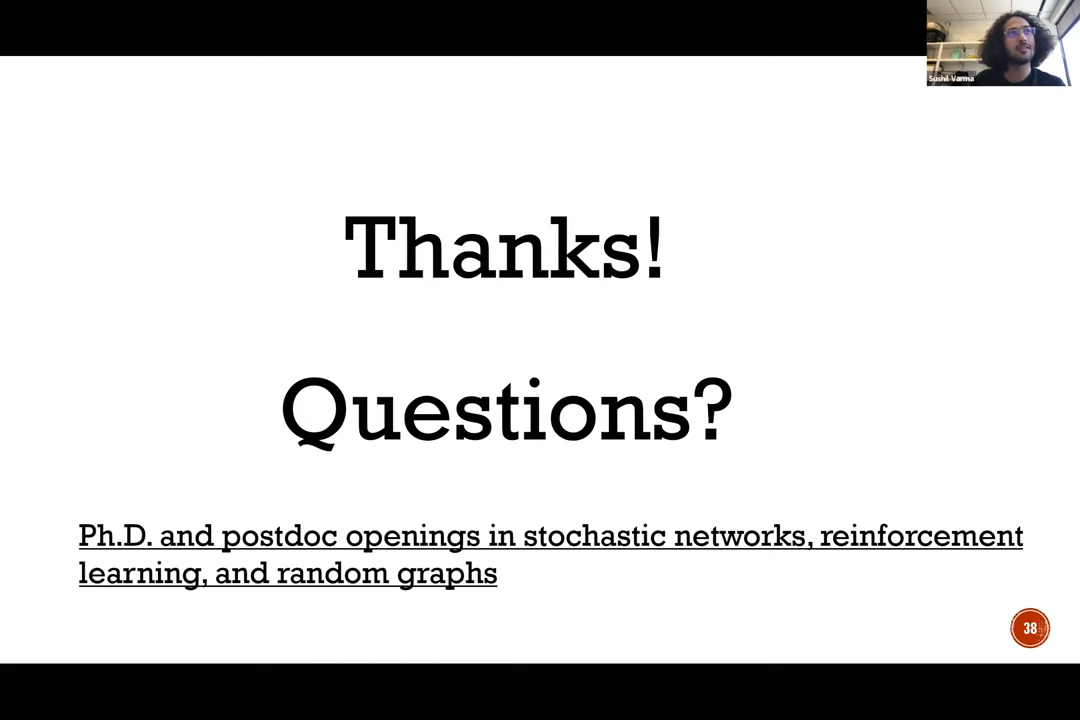 Sushil Varma
Thanks!
Questions?
Ph.D. and postdoc openings in stochastic networks, reinforcement
learning, and random graphs
38